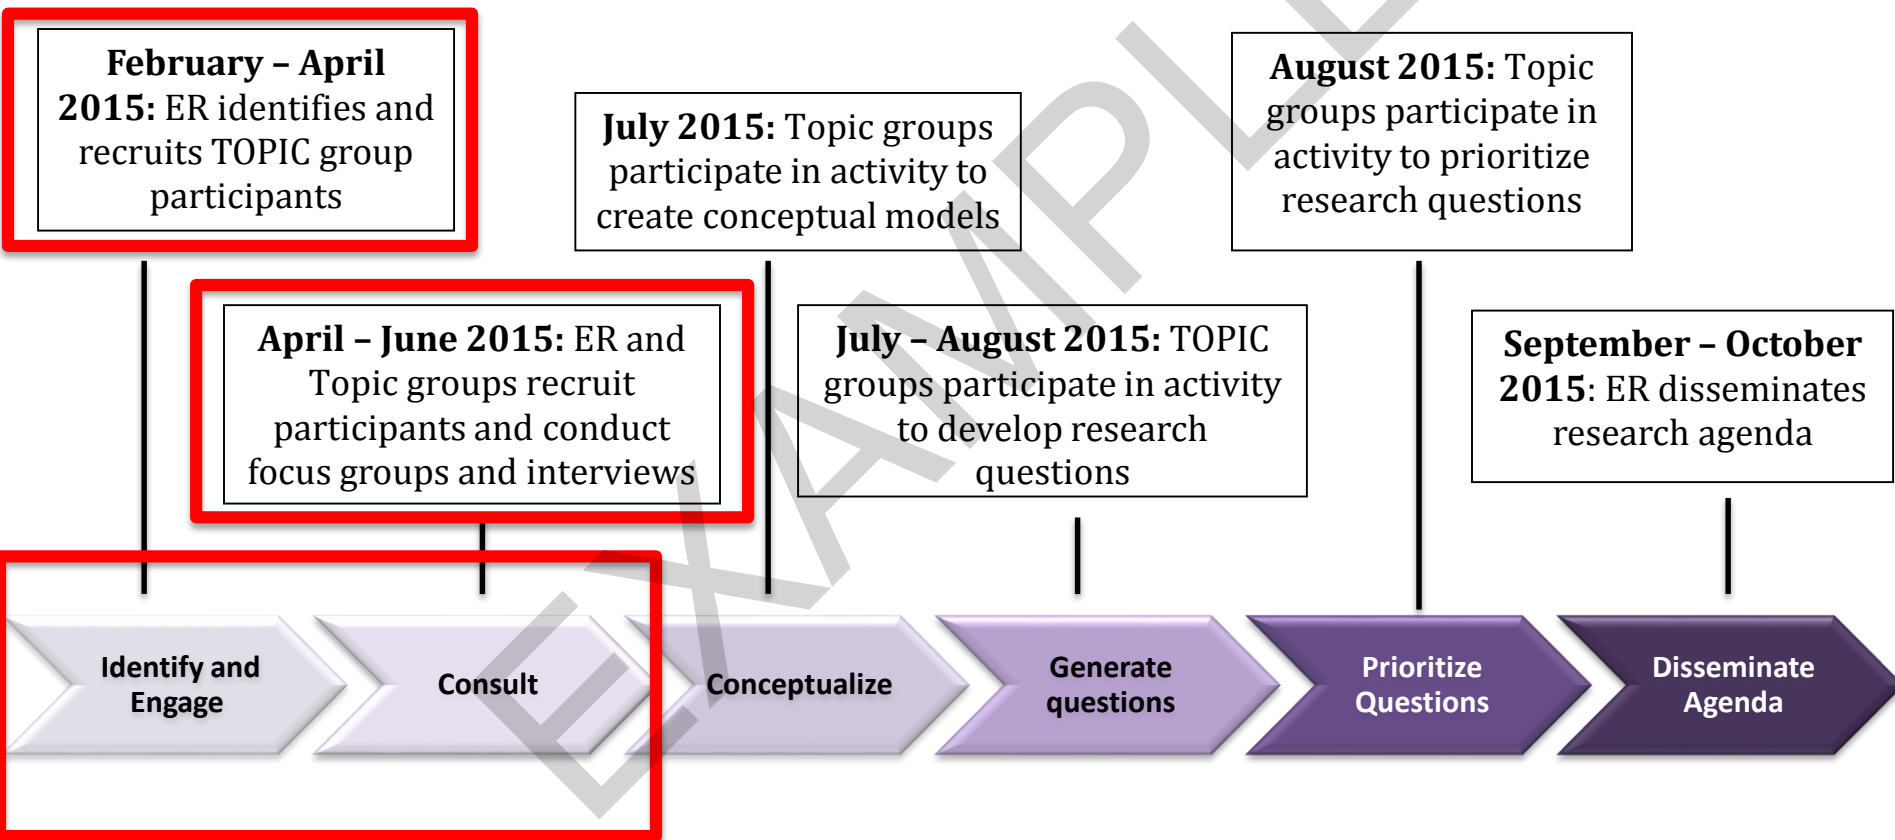 February – April
2015: ER identifies and
recruits TOPIC group
participants
April – June 2015: ER and
Topic groups recruit
participants and conduct
focus groups and interviews
July 2015: Topic groups
participate in activity to
create conceptual models
July – August 2015: TOPIC
groups participate in activity
to develop research
questions
August 2015: Topic
groups participate in
activity to prioritize
research questions
September – October
2015: ER disseminates
research agenda
Identify and
Engage
Consult
Conceptualize
Generate
questions
Prioritize
Questions
Disseminate
Agenda
EXAMPLE